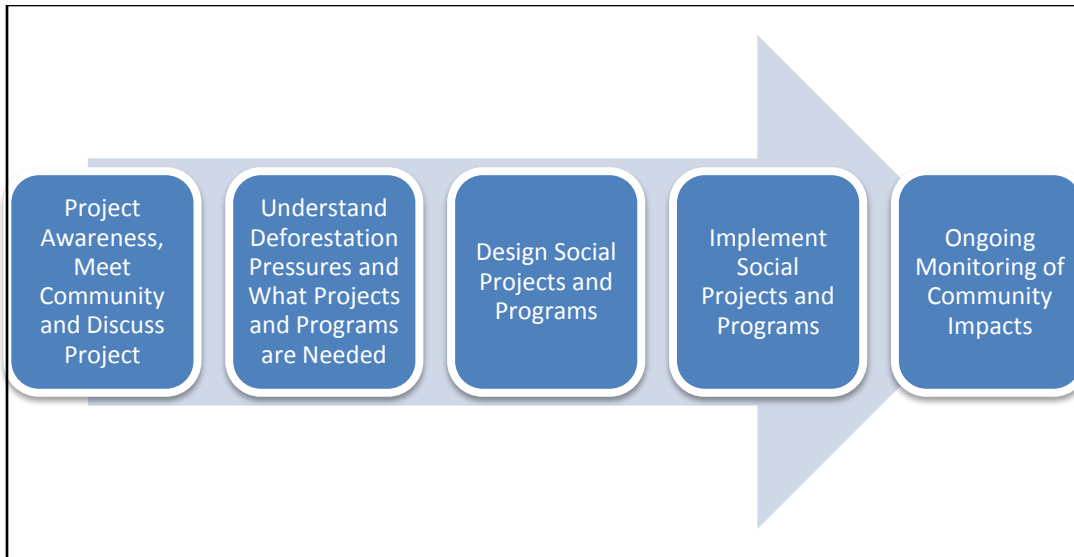 Project
Awareness,
Meet
Community
and Discuss
Project
Understand
Deforestation
Pressures and
What Projects
and Programs
are Needed
Design Social
Projects and
Programs
Implement
Social
Projects and
Programs
Ongoing
Monitoring of
Community
Impacts